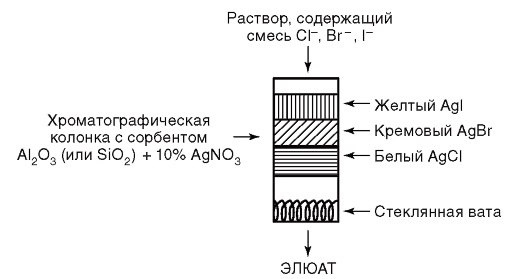 Раствор, содержащий
смесь Cl⁻, Br⁻, I⁻
Хроматографическая
колонка с сорбентом
Al₂O₃ (или SiO₂) + 10% AgNO₃
Желтый AgI
Кремовый AgBr
Белый AgCl
Стеклянная вата
ЭЛЮАТ